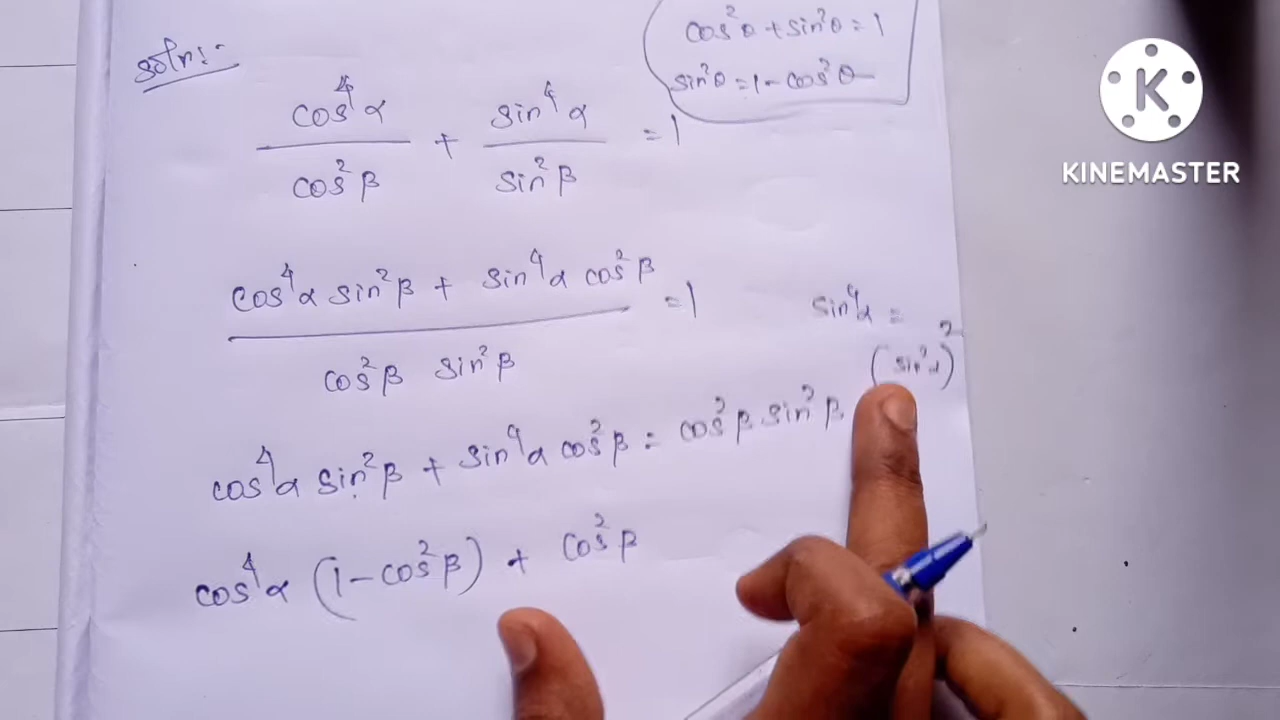 cos²θ + sin²θ = 1
sin²θ = 1 - cos²θ
K
KINEMASTER
Soln:-
cos⁴α / cos²β + sin⁴α / sin²β = 1
cos⁴α sin²β + sin⁴α cos²β / cos²β sin²β = 1
sin⁴α =
(sin²α)²
cos⁴α sin²β + sin⁴α cos²β = cos²β sin²β
cos⁴α (1 - cos²β) + cos²β